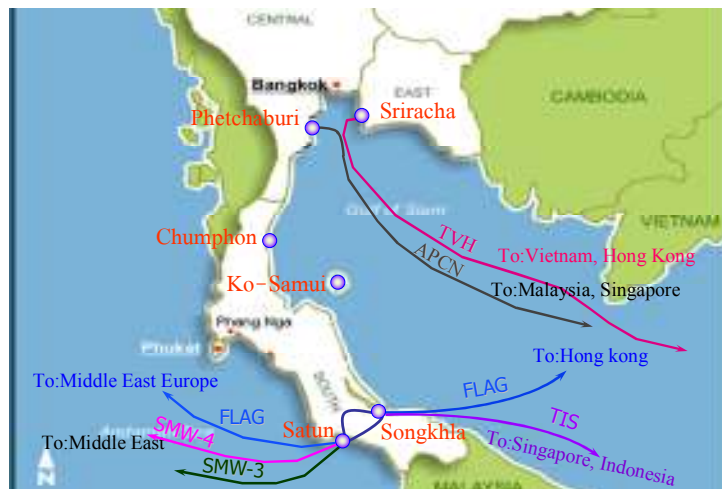 CENTRAL
Bangkok
EAST
CAMBODIA
Phetchaburi
Sriracha
Gulf of Siam
VIETNAM
Chumphon
TVH
To:Vietnam, Hong Kong
APCN
Ko-Samui
To:Malaysia, Singapore
Phang Nga
Phuket
To:Hong kong
To:Middle East Europe
SOUTH
FLAG
FLAG
SMW-4
TIS
To:Middle East
Satun
Songkhla
To:Singapore, Indonesia
SMW-3
N
MALAYSIA